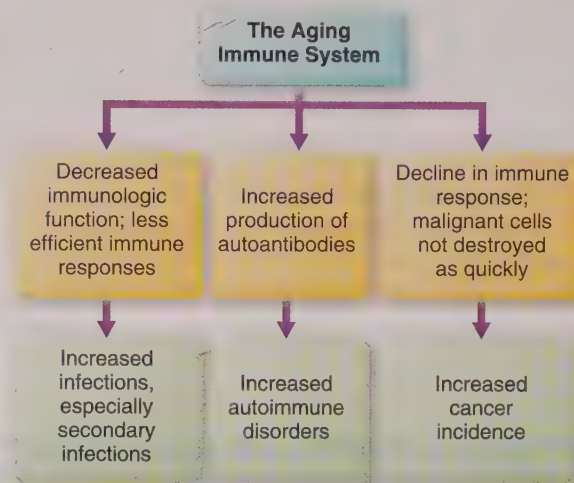 The Aging
Immune System
Decreased
immunologic
function; less
efficient immune
responses
Increased
production of
autoantibodies
Decline in immune
response;
malignant cells
not destroyed
as quickly
Increased
infections,
especially
secondary
infections
Increased
autoimmune
disorders
Increased
cancer
incidence